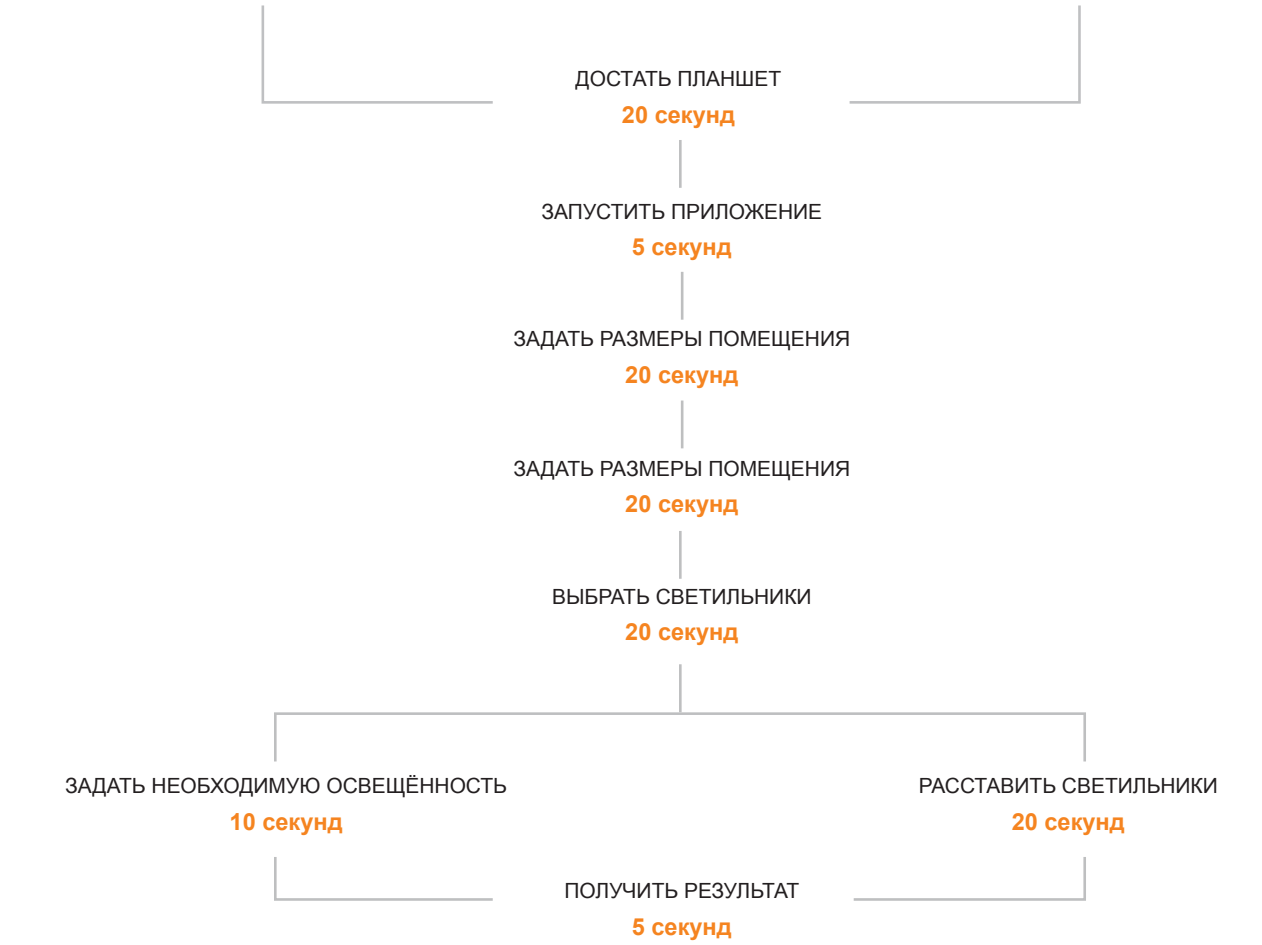 ДОСТАТЬ ПЛАНШЕТ
20 секунд
ЗАПУСТИТЬ ПРИЛОЖЕНИЕ
5 секунд
ЗАДАТЬ РАЗМЕРЫ ПОМЕЩЕНИЯ
20 секунд
ЗАДАТЬ РАЗМЕРЫ ПОМЕЩЕНИЯ
20 секунд
ВЫБРАТЬ СВЕТИЛЬНИКИ
20 секунд
ЗАДАТЬ НЕОБХОДИМУЮ ОСВЕЩЁННОСТЬ
10 секунд
РАССТАВИТЬ СВЕТИЛЬНИКИ
20 секунд
ПОЛУЧИТЬ РЕЗУЛЬТАТ
5 секунд